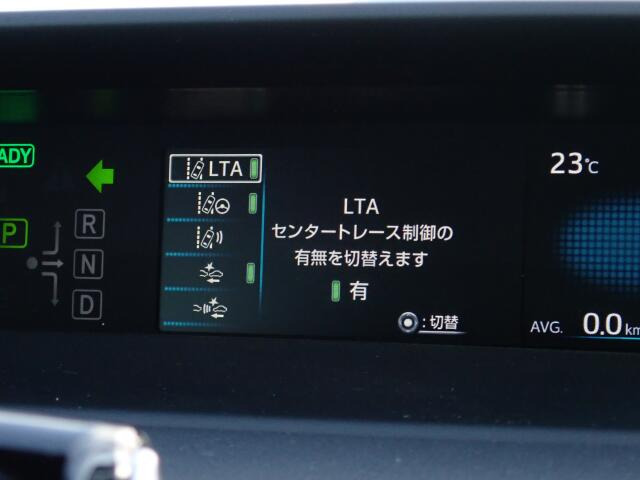 ADY
P
R
N
D
LTA
LTA
センタートレース制御の
有無を切替えます
有
:切替
23℃
AVG. 0.0 km